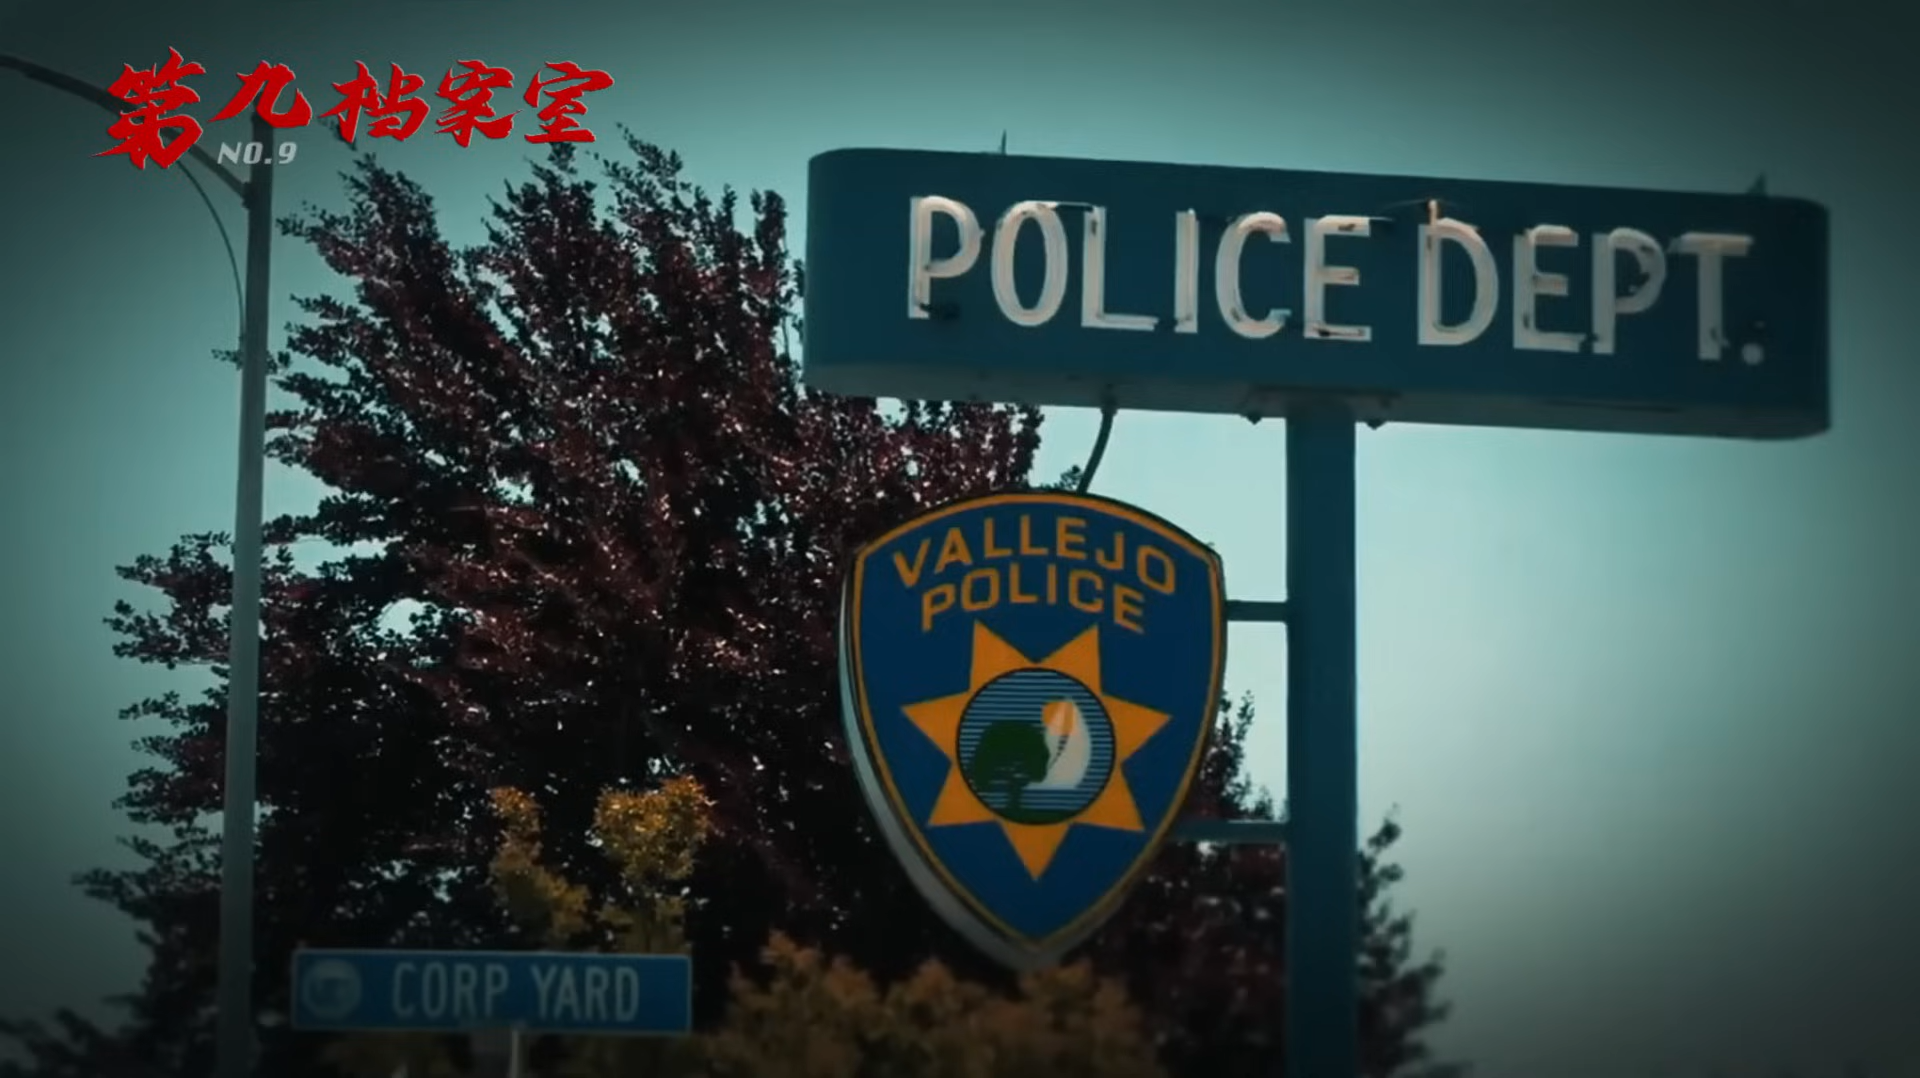 第九档案室
NO.9
POLICE DEPT.
VALLEJO
POLICE
CORP YARD